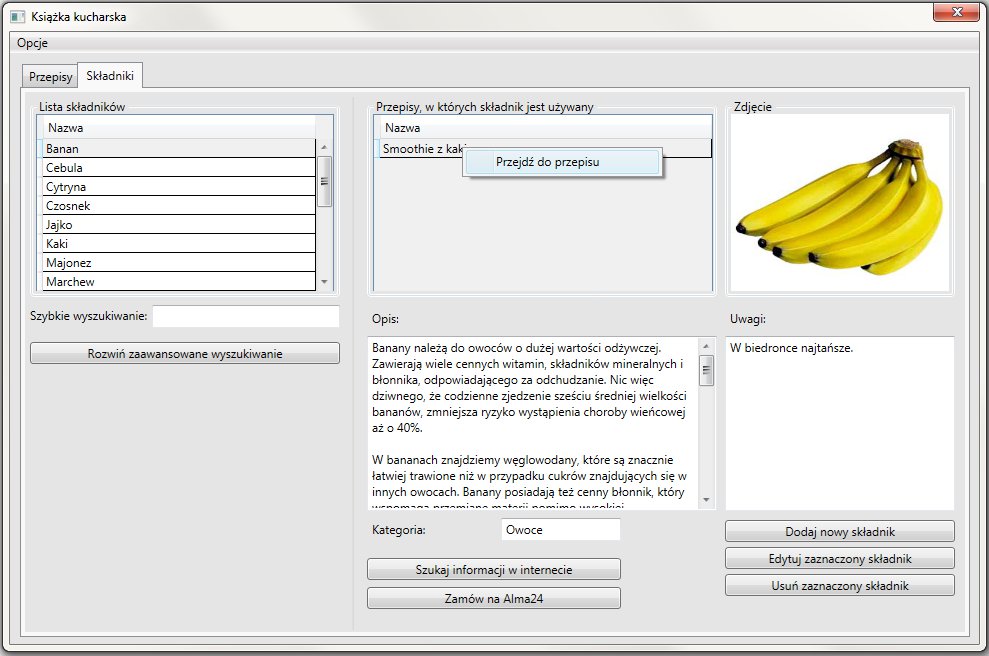 Książka kucharska
Opcje
Przepisy
Składniki
Lista składników
Nazwa
Banan
Cebula
Cytryna
Czosnek
Jajko
Kaki
Majonez
Marchew
Szybkie wyszukiwanie:
Rozwiń zaawansowane wyszukiwanie
Przepisy, w których składnik jest używany
Nazwa
Smoothie z kaki
Przejdź do przepisu
Zdjęcie
Opis:
Banany należą do owoców o dużej wartości odżywczej.
Zawierają wiele cennych witamin, składników mineralnych i
błonnika, odpowiadającego za odchudzanie. Nic więc
dziwnego, że codzienne zjedzenie sześciu średniej wielkości
bananów, zmniejsza ryzyko wystąpienia choroby wieńcowej
aż o 40%.
W bananach znajdziemy węglowodany, które są znacznie
łatwiej trawione niż w przypadku cukrów znajdujących się w
innych owocach. Banany posiadają też cenny błonnik, który
wspomaga przemianę materii pomimo wysokiej
Uwagi:
W biedronce najtańsze.
Kategoria:
Owoce
Szukaj informacji w internecie
Zamów na Alma24
Dodaj nowy składnik
Edytuj zaznaczony składnik
Usuń zaznaczony składnik